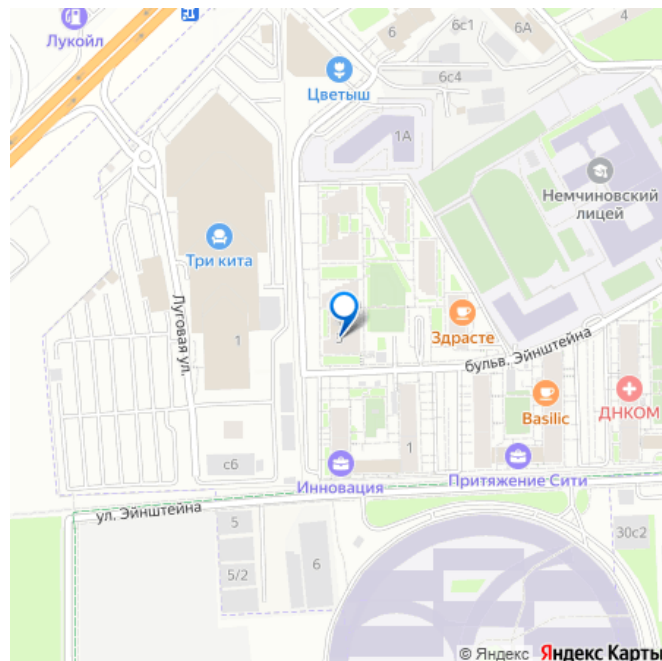 Лукойл
6с1
6
6А
4
Цветыш
6с4
1А
Немчиновский
лицей
Три кита
Луговая ул.
1
3
Здрасте
бульв. Эйнштейна
Basilic
ДНКОМ
1
с6
Инновация
Притяжение Сити
ул. Эйнштейна
5
5/2
6
30с2
© Яндекс Яндекс Карты